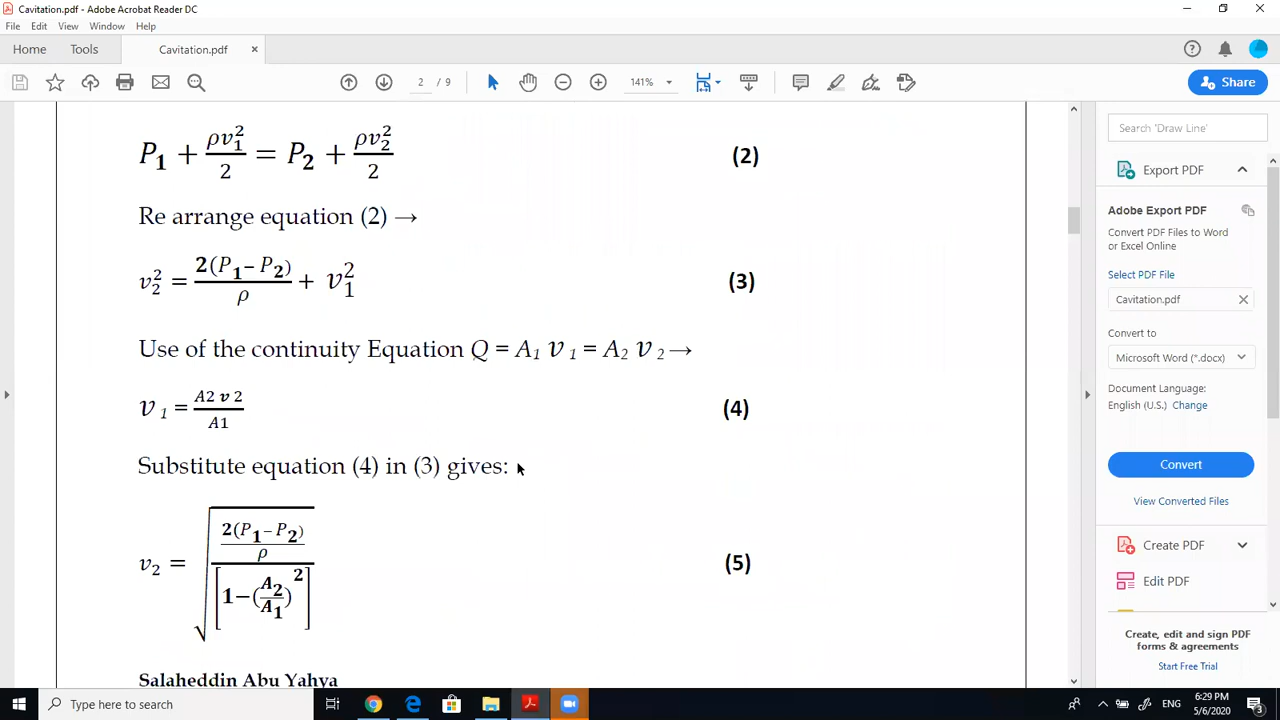 Cavitation.pdf - Adobe Acrobat Reader DC
File Edit View Window Help
Home Tools Cavitation.pdf ×
2 / 9 141% Share
P₁ + ρv₁²/2 = P₂ + ρv₂²/2 (2)
Re arrange equation (2) →
v₂² = 2(P₁− P₂)/ρ + v₁² (3)
Use of the continuity Equation Q = A₁ v ₁ = A₂ v ₂ →
v ₁ = A2 v 2/A1 (4)
Substitute equation (4) in (3) gives:
v₂ = √((2(P₁− P₂)/ρ)/[1−(A₂/A₁)²]) (5)
Salaheddin Abu Yahya
Search 'Draw Line'
Export PDF
Adobe Export PDF
Convert PDF Files to Word
or Excel Online
Select PDF File
Cavitation.pdf
Convert to
Microsoft Word (*.docx)
Document Language:
English (U.S.) Change
Convert
View Converted Files
Create PDF
Edit PDF
Create, edit and sign PDF
forms & agreements
Start Free Trial
Type here to search
ENG
6:29 PM
5/6/2020
3